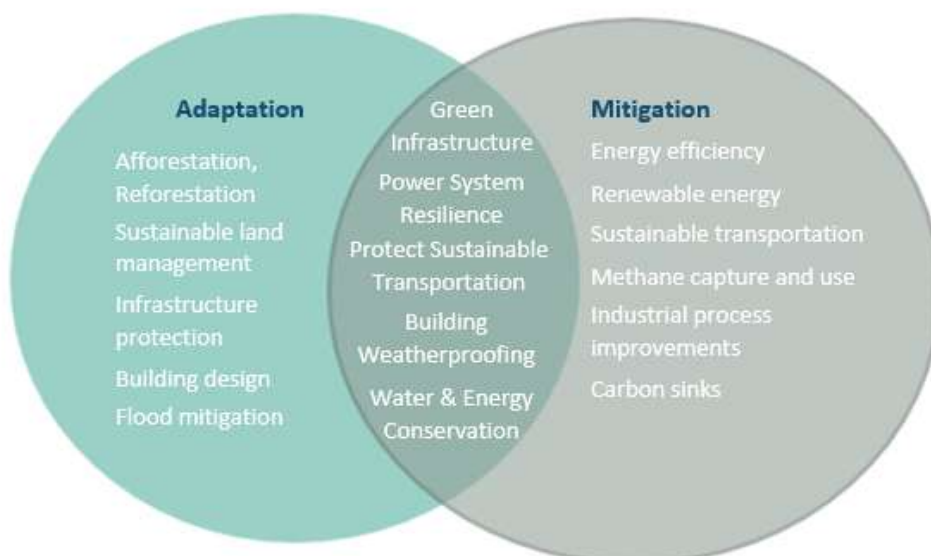 Adaptation
Afforestation,
Reforestation
Sustainable land
management
Infrastructure
protection
Building design
Flood mitigation
Green
Infrastructure
Power System
Resilience
Protect Sustainable
Transportation
Building
Weatherproofing
Water & Energy
Conservation
Mitigation
Energy efficiency
Renewable energy
Sustainable transportation
Methane capture and use
Industrial process
improvements
Carbon sinks